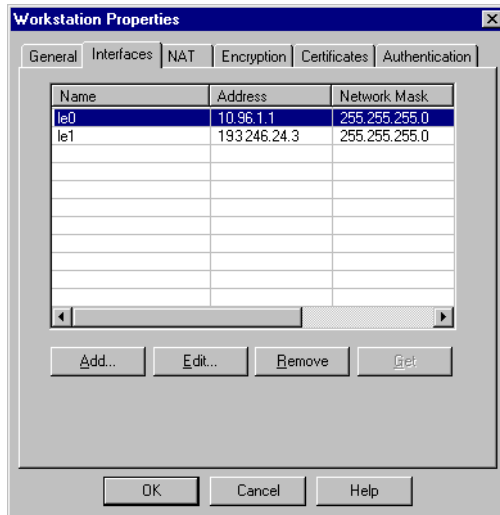 Workstation Properties
General Interfaces NAT Encryption Certificates Authentication
Name Address Network Mask
le0 10.96.1.1 255.255.255.0
le1 193.246.24.3 255.255.255.0
Add... Edit... Remove Get
OK Cancel Help